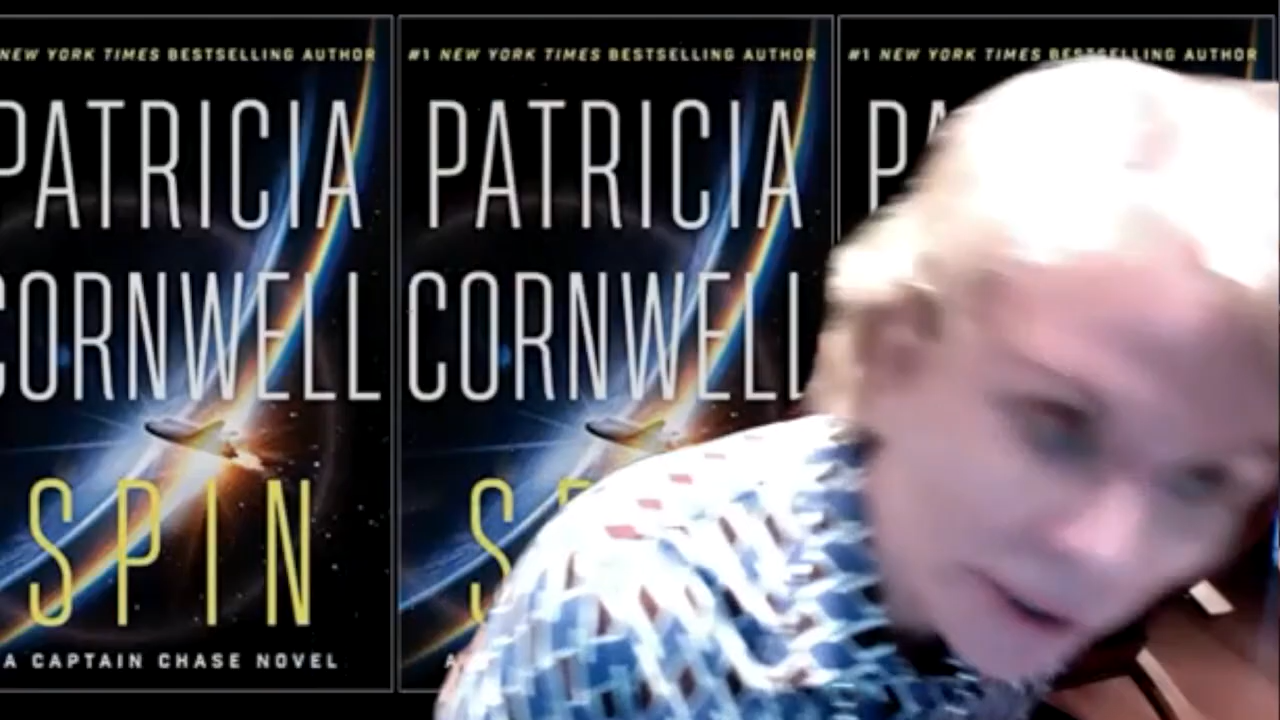 NEW YORK TIMES BESTSELLING AUTHOR
PATRICIA
CORNWELL
SPIN
A CAPTAIN CHASE NOVEL
#1 NEW YORK TIMES BESTSELLING AUTHOR
PATRICIA
CORNWELL
#1 NEW YORK TIMES BESTSELLING AUTHOR